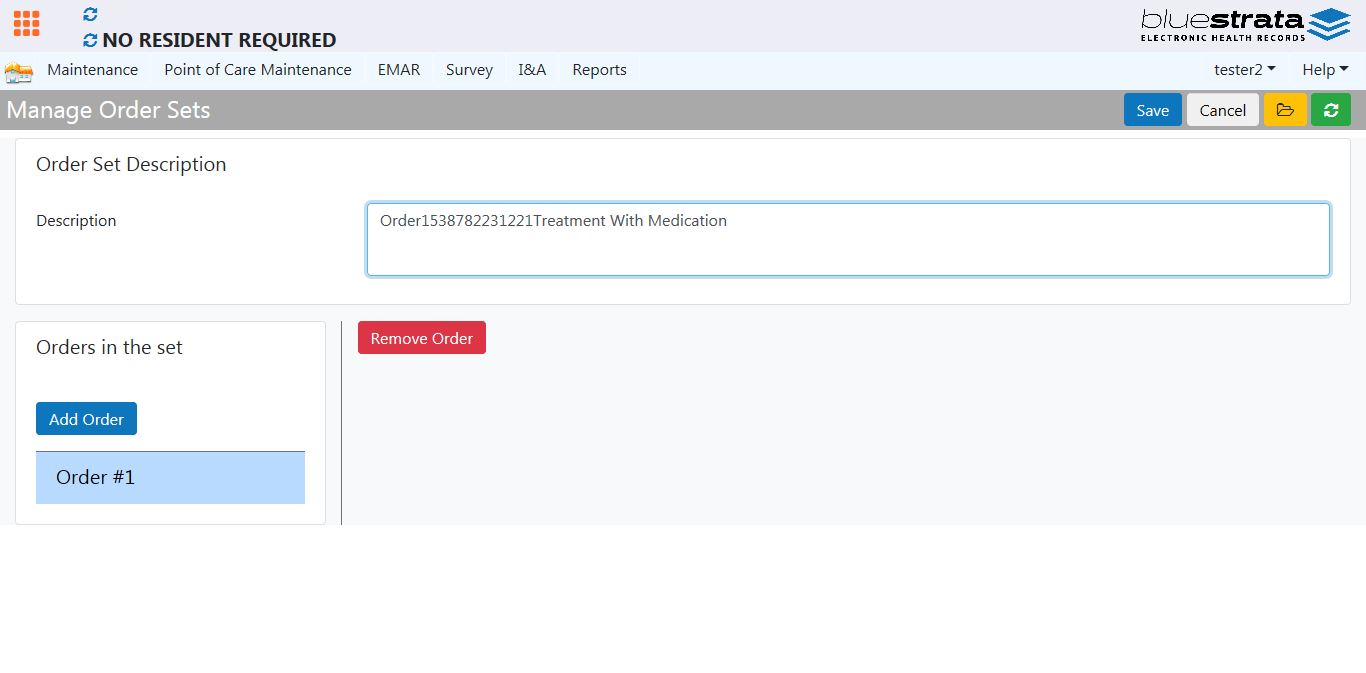 NO RESIDENT REQUIRED
bluestrata
ELECTRONIC HEALTH RECORDS
Maintenance Point of Care Maintenance EMAR Survey I&A Reports tester2 Help
Manage Order Sets Save Cancel
Order Set Description
Description Order1538782231221Treatment With Medication
Orders in the set
Remove Order
Add Order
Order #1